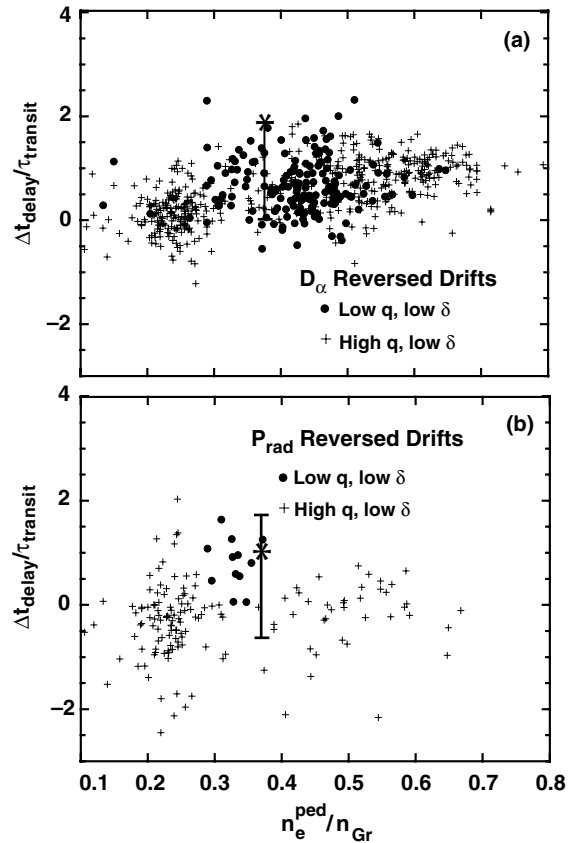 4
(a)
2
Δt_delay/τ_transit
0
D_α Reversed Drifts
Low q, low δ
−2
High q, low δ
4
(b)
P_rad Reversed Drifts
Low q, low δ
2
High q, low δ
Δt_delay/τ_transit
0
−2
0.1 0.2 0.3 0.4 0.5 0.6 0.7 0.8
n_e^ped/n_Gr